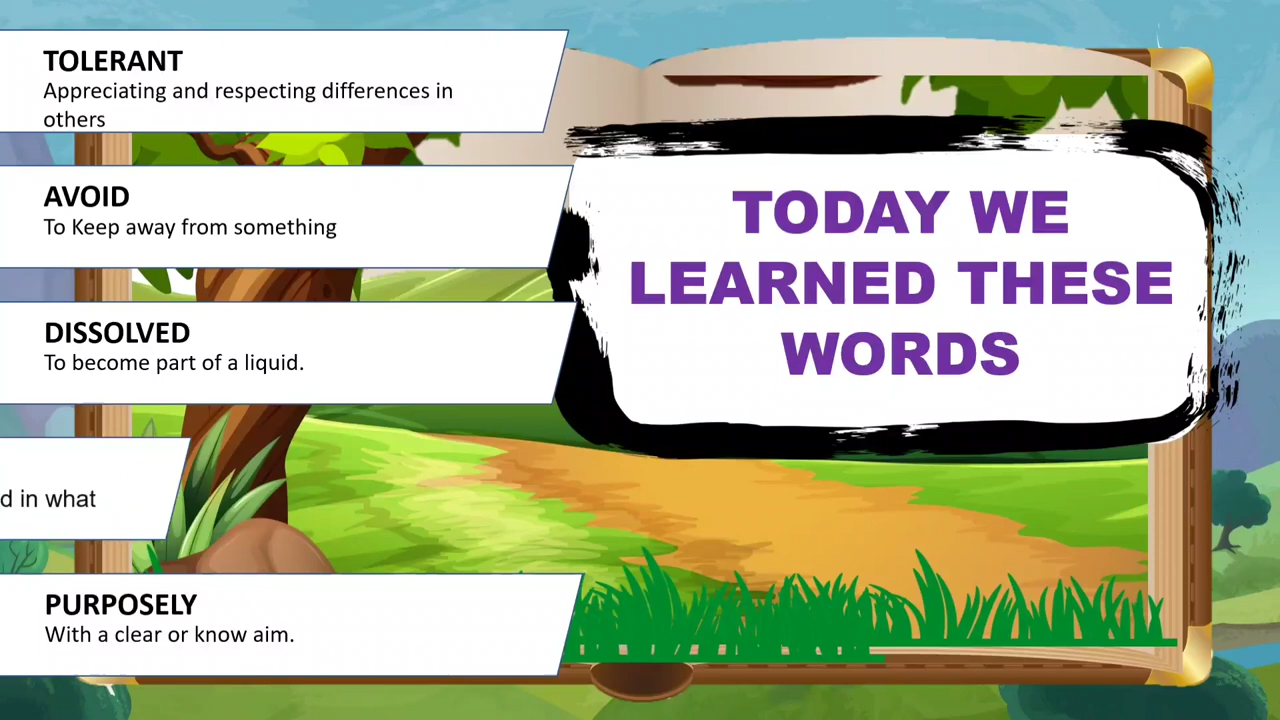 TOLERANT
Appreciating and respecting differences in
others
AVOID
To Keep away from something
DISSOLVED
To become part of a liquid.
d in what
PURPOSELY
With a clear or know aim.
TODAY WE
LEARNED THESE
WORDS